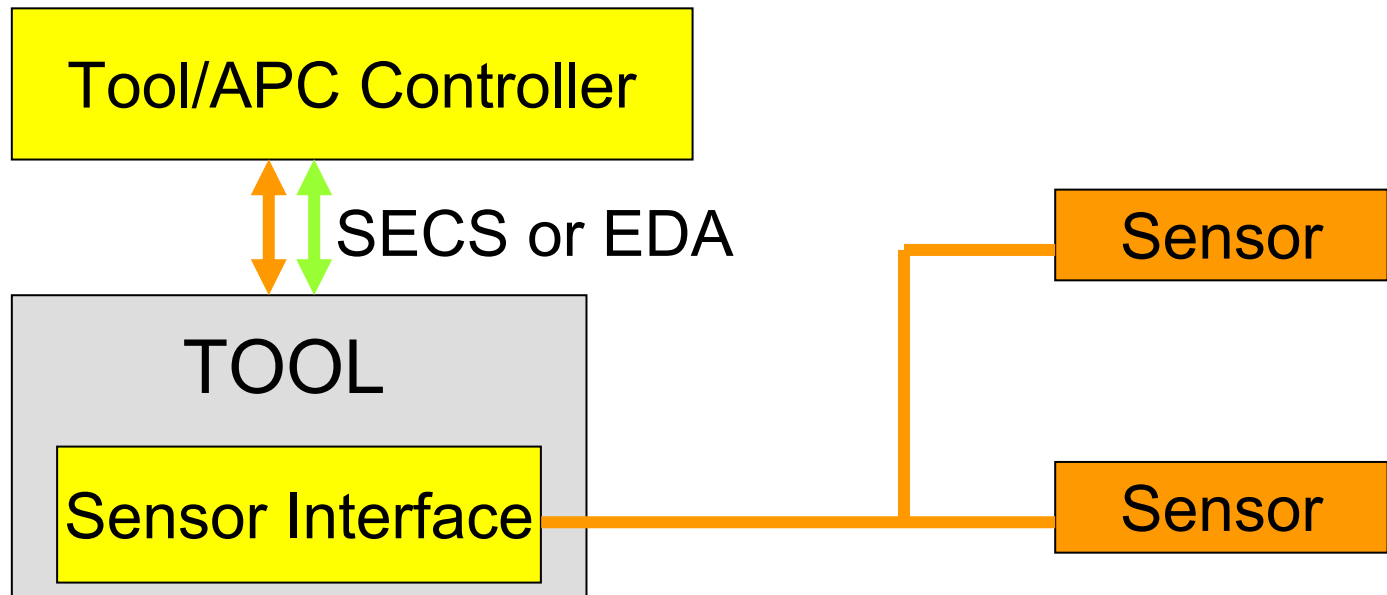 Tool/APC Controller
SECS or EDA
Sensor
TOOL
Sensor Interface
Sensor